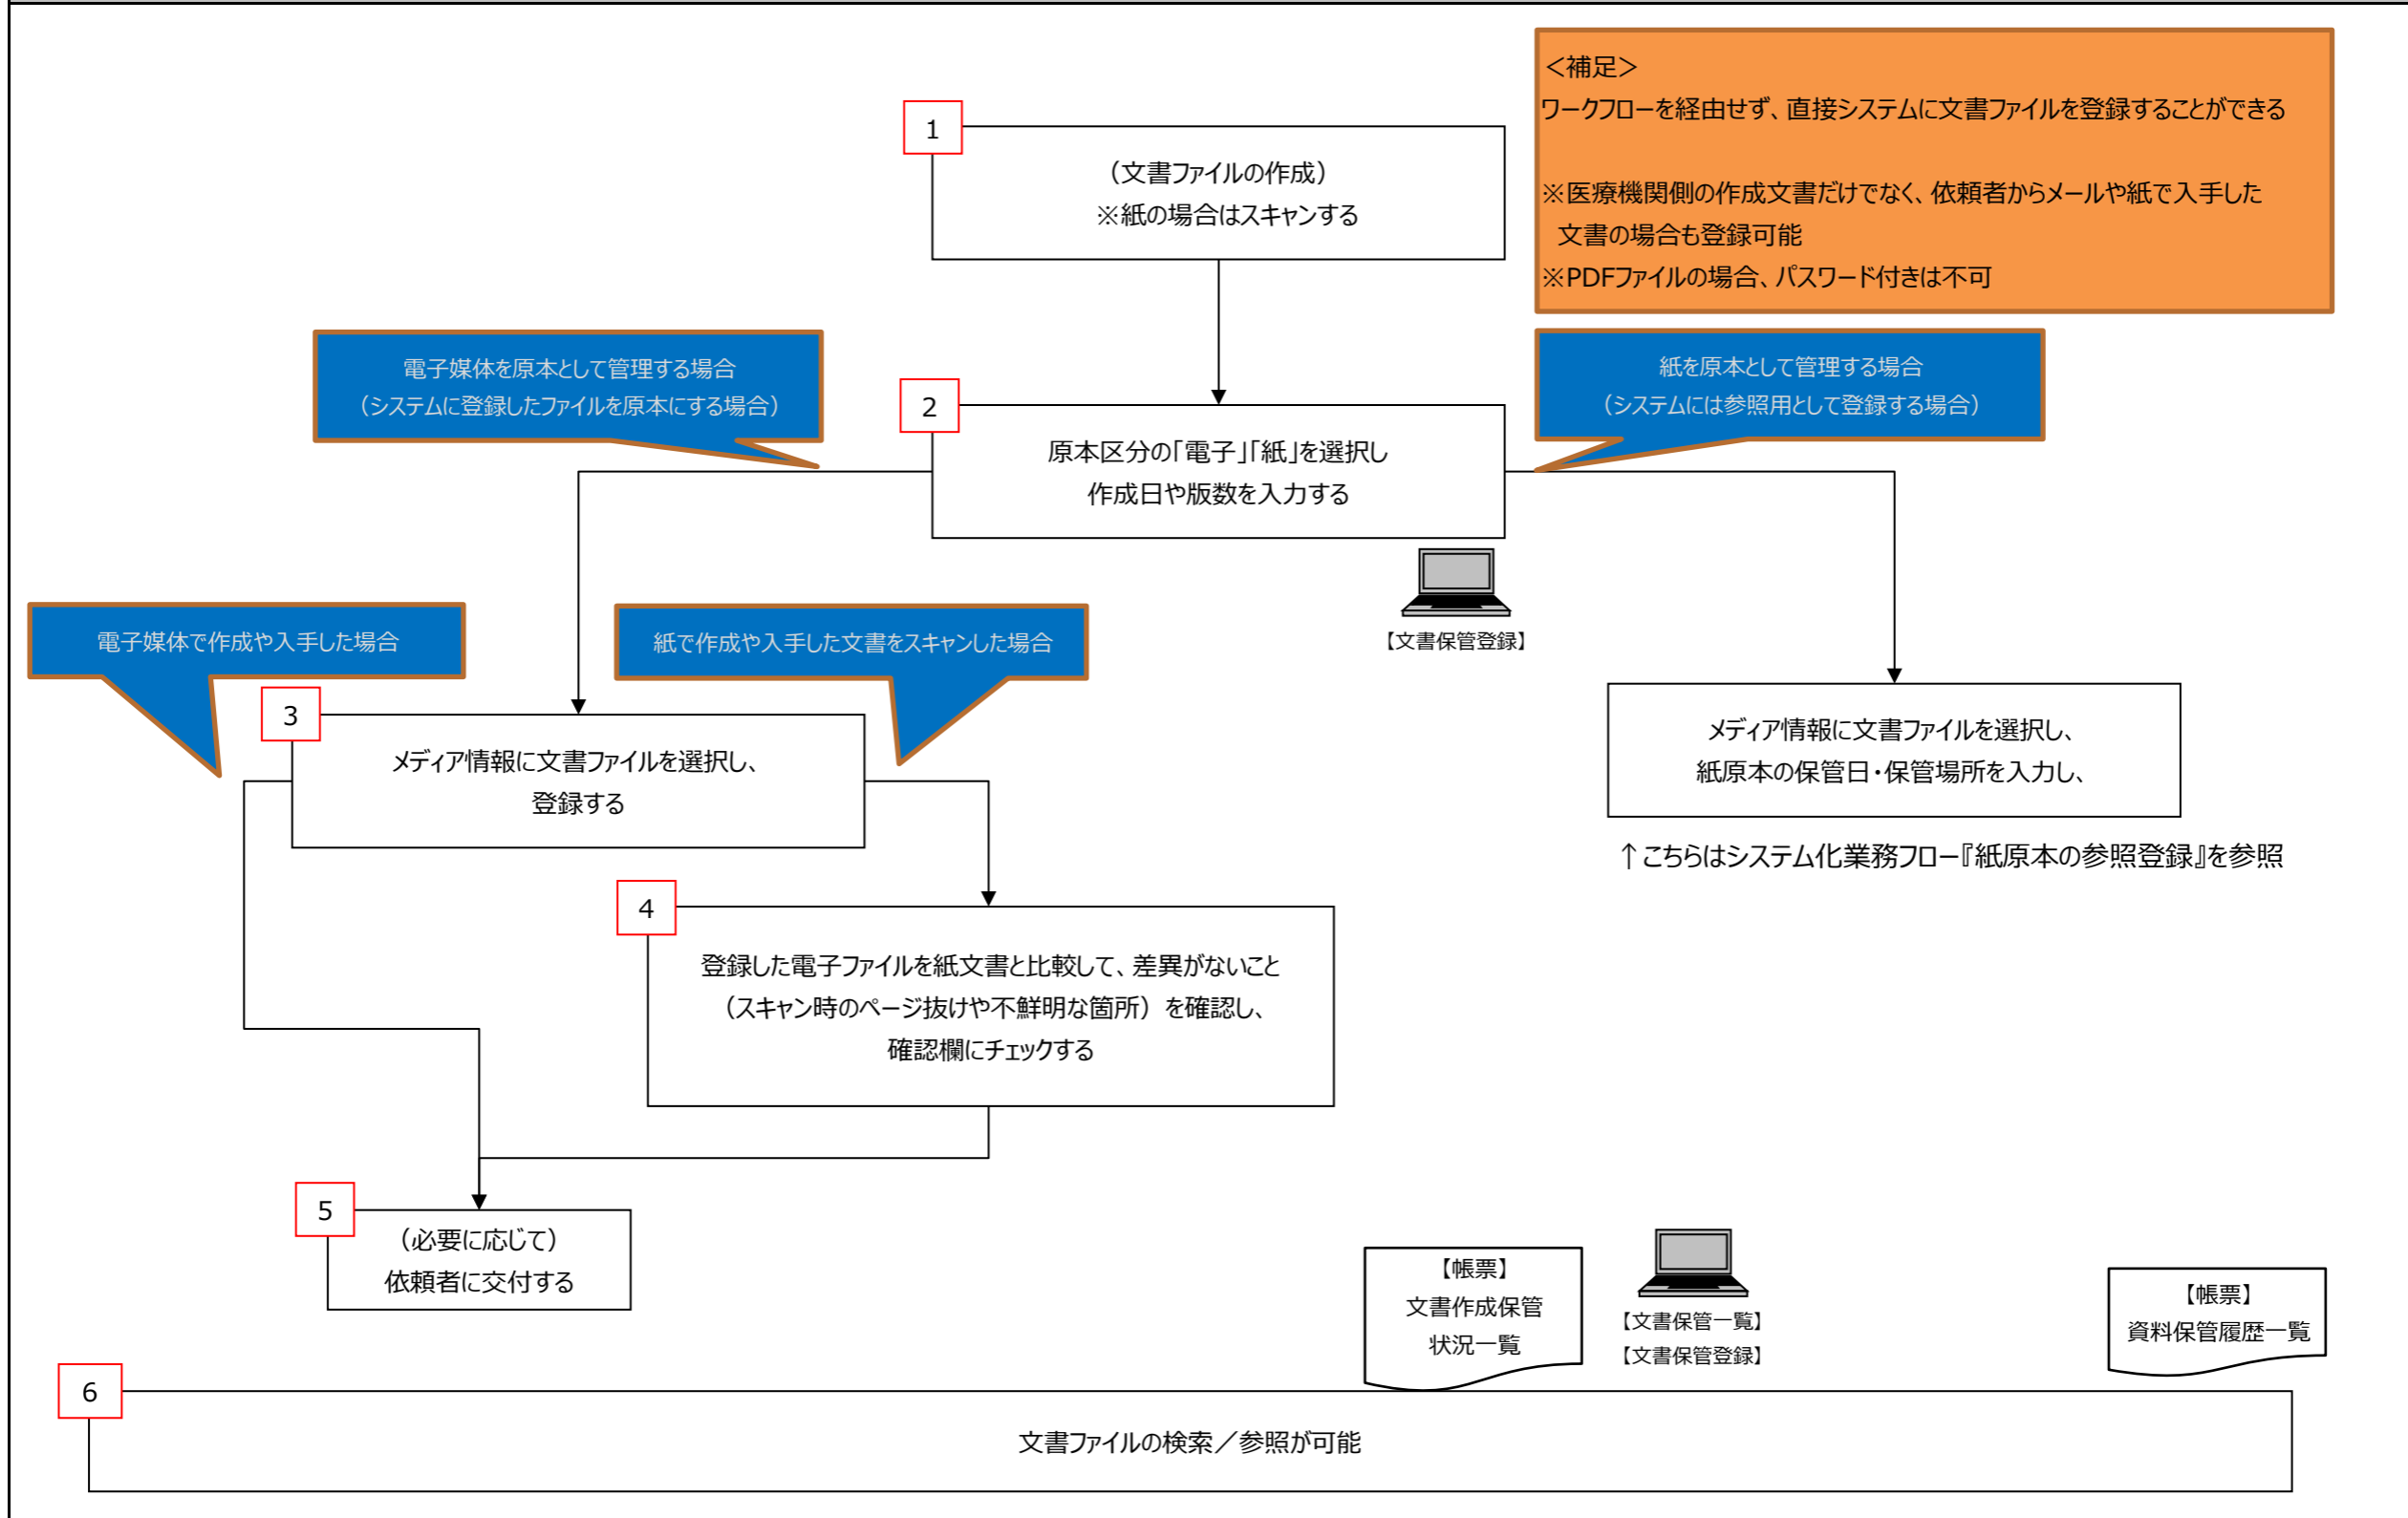 <補足>
ワークフローを経由せず、直接システムに文書ファイルを登録することができる
※医療機関側の作成文書だけでなく、依頼者からメールや紙で入手した
文書の場合も登録可能
※PDFファイルの場合、パスワード付きは不可
1
（文書ファイルの作成）
※紙の場合はスキャンする
電子媒体を原本として管理する場合
（システムに登録したファイルを原本にする場合）
紙を原本として管理する場合
（システムには参照用として登録する場合）
2
原本区分の「電子」「紙」を選択し
作成日や版数を入力する
【文書保管登録】
電子媒体で作成や入手した場合
紙で作成や入手した文書をスキャンした場合
3
メディア情報に文書ファイルを選択し、
登録する
メディア情報に文書ファイルを選択し、
紙原本の保管日・保管場所を入力し、
↑こちらはシステム化業務フロー『紙原本の参照登録』を参照
4
登録した電子ファイルを紙文書と比較して、差異がないこと
（スキャン時のページ抜けや不鮮明な箇所）を確認し、
確認欄にチェックする
5
（必要に応じて）
依頼者に交付する
【帳票】
文書作成保管
状況一覧
【文書保管一覧】
【文書保管登録】
【帳票】
資料保管履歴一覧
6
文書ファイルの検索／参照が可能